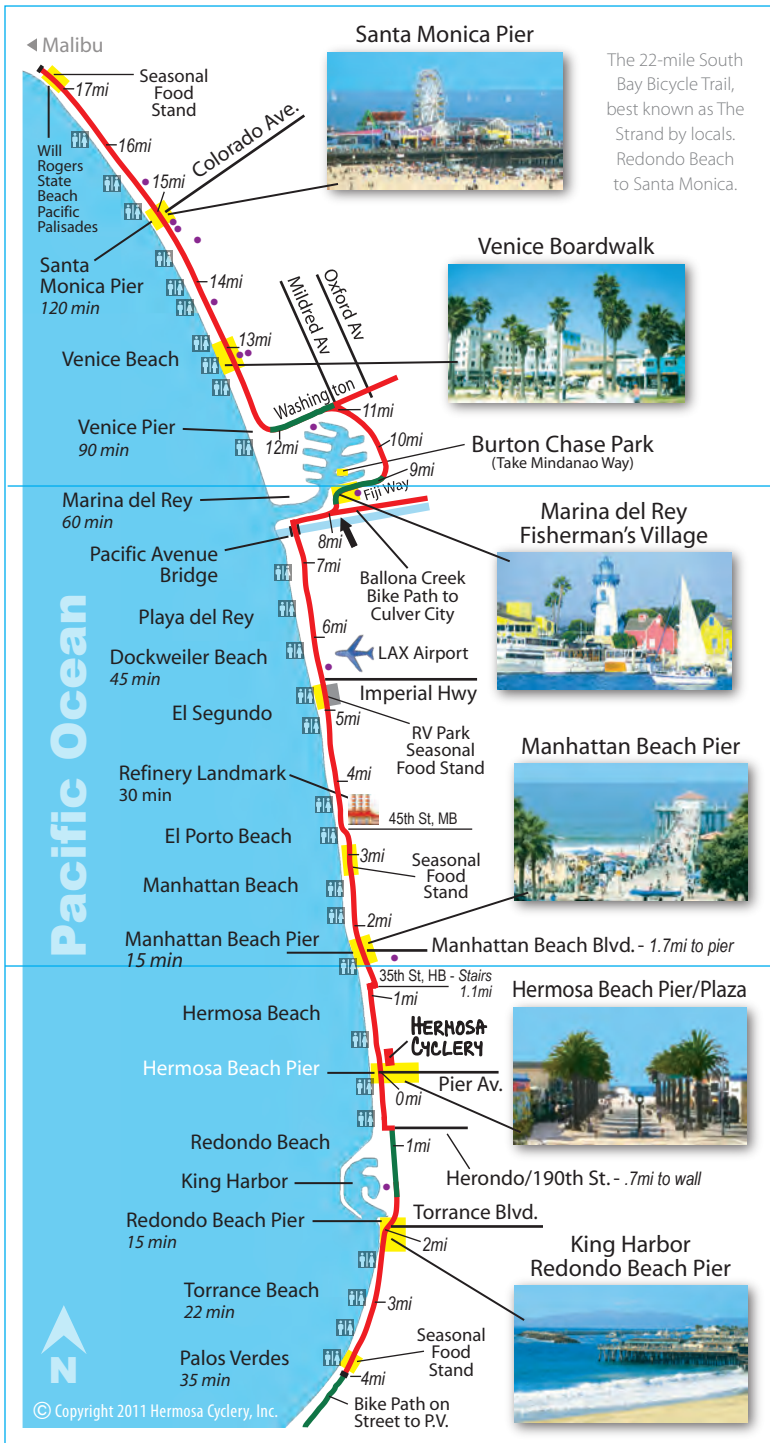 Malibu
Santa Monica Pier
The 22-mile South
Bay Bicycle Trail,
best known as The
Strand by locals.
Redondo Beach
to Santa Monica.
Seasonal
Food
Stand
17mi
Colorado Ave.
16mi
Will
Rogers
State
Beach
Pacific
Palisades
15mi
Santa
Monica Pier
120 min
14mi
Venice Boardwalk
Mildred Av
Oxford Av
13mi
Venice Beach
Washington
11mi
Venice Pier
90 min
12mi
10mi
Burton Chase Park
(Take Mindanao Way)
9mi
Fiji Way
Marina del Rey
60 min
Marina del Rey
Fisherman's Village
8mi
Pacific Avenue
Bridge
7mi
Ballona Creek
Bike Path to
Culver City
Playa del Rey
6mi
Dockweiler Beach
45 min
LAX Airport
Imperial Hwy
El Segundo
5mi
RV Park
Seasonal
Food Stand
Manhattan Beach Pier
Refinery Landmark
30 min
4mi
45th St, MB
El Porto Beach
3mi
Seasonal
Food
Stand
Manhattan Beach
2mi
Manhattan Beach Pier
15 min
Manhattan Beach Blvd. - 1.7mi to pier
35th St, HB - Stairs
1.1mi
1mi
Hermosa Beach Pier/Plaza
Hermosa Beach
HERMOSA
CYCLERY
Hermosa Beach Pier
Pier Av.
0mi
Redondo Beach
1mi
Herondo/190th St. - .7mi to wall
King Harbor
Torrance Blvd.
Redondo Beach Pier
15 min
2mi
King Harbor
Redondo Beach Pier
Torrance Beach
22 min
3mi
Seasonal
Food
Stand
Palos Verdes
35 min
4mi
Bike Path on
Street to P.V.
Pacific Ocean
N
© Copyright 2011 Hermosa Cyclery, Inc.